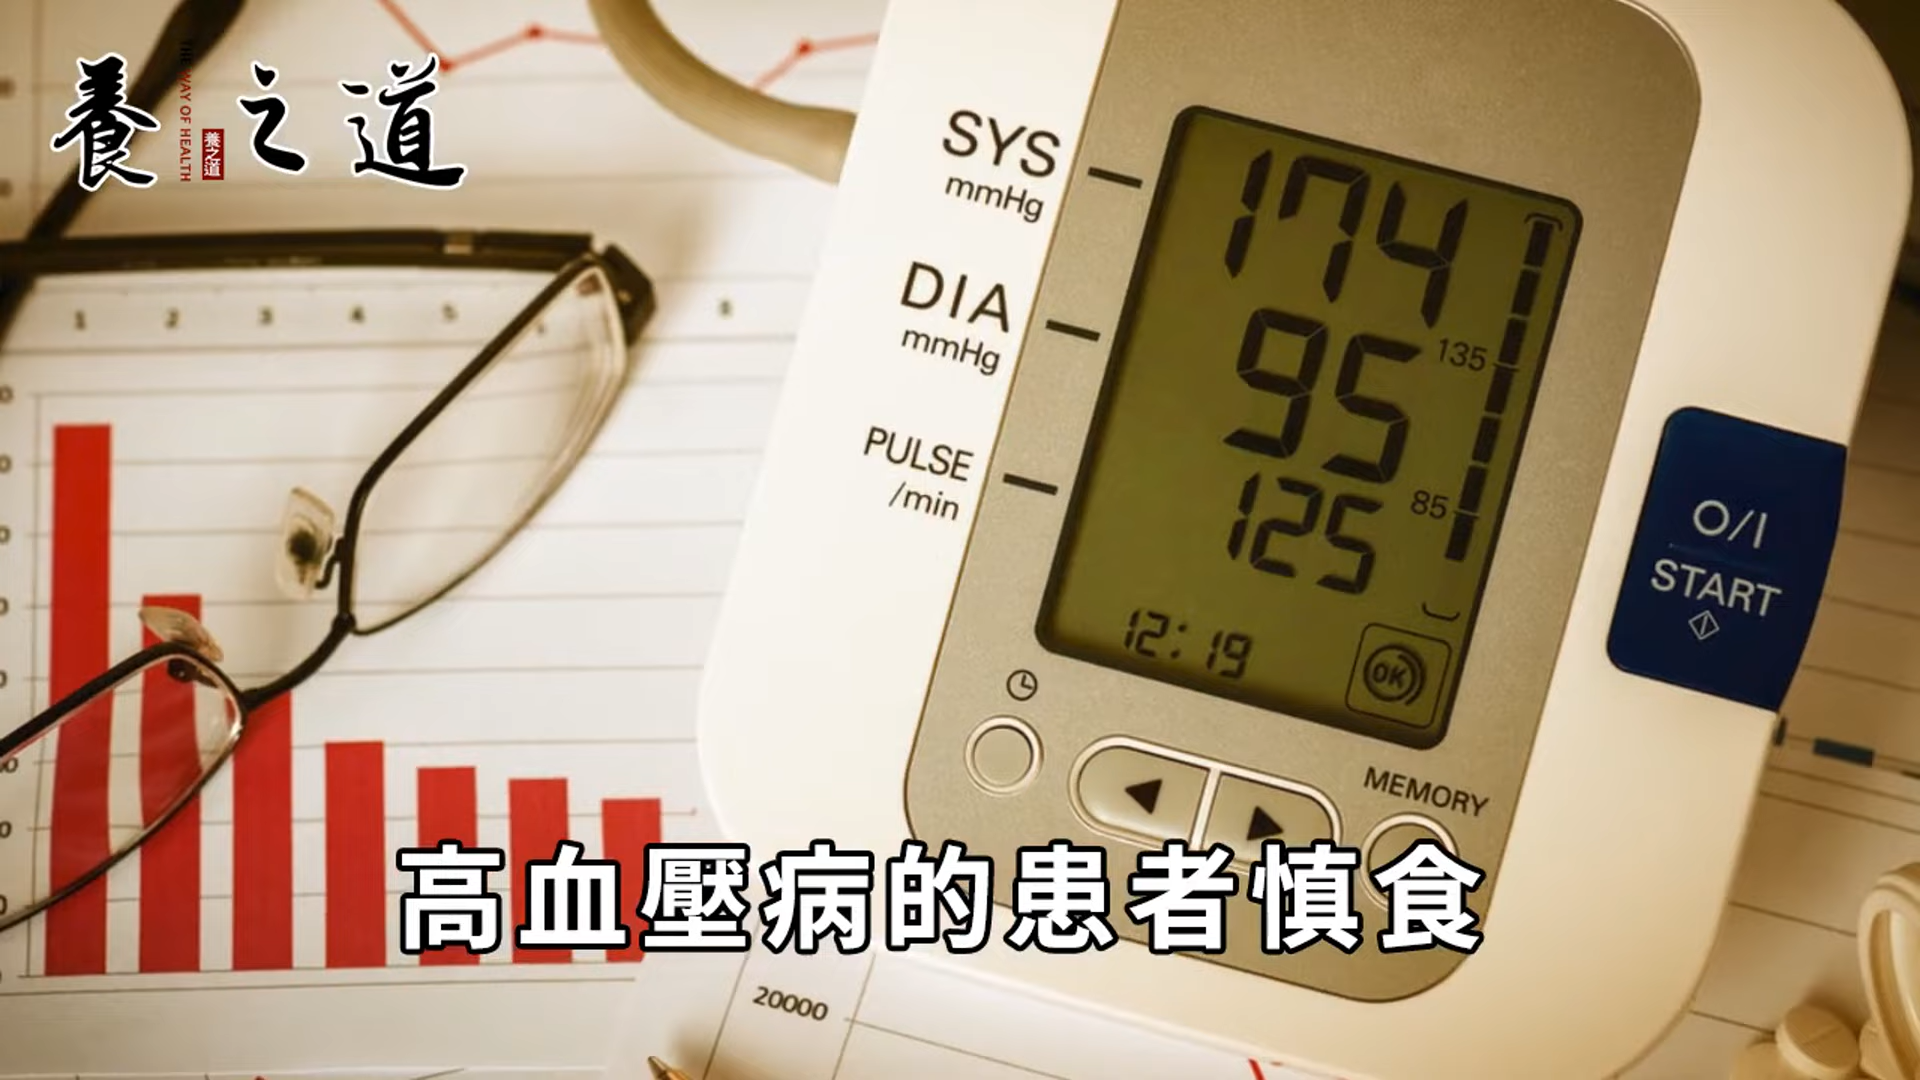 養之道
THE WAY OF HEALTH
養之道
SYS
mmHg
174
DIA
mmHg
95
135
PULSE
/min
125
85
12:19
OK
O/I
START
MEMORY
1 2 3 4 5
20000
高血壓病的患者慎食